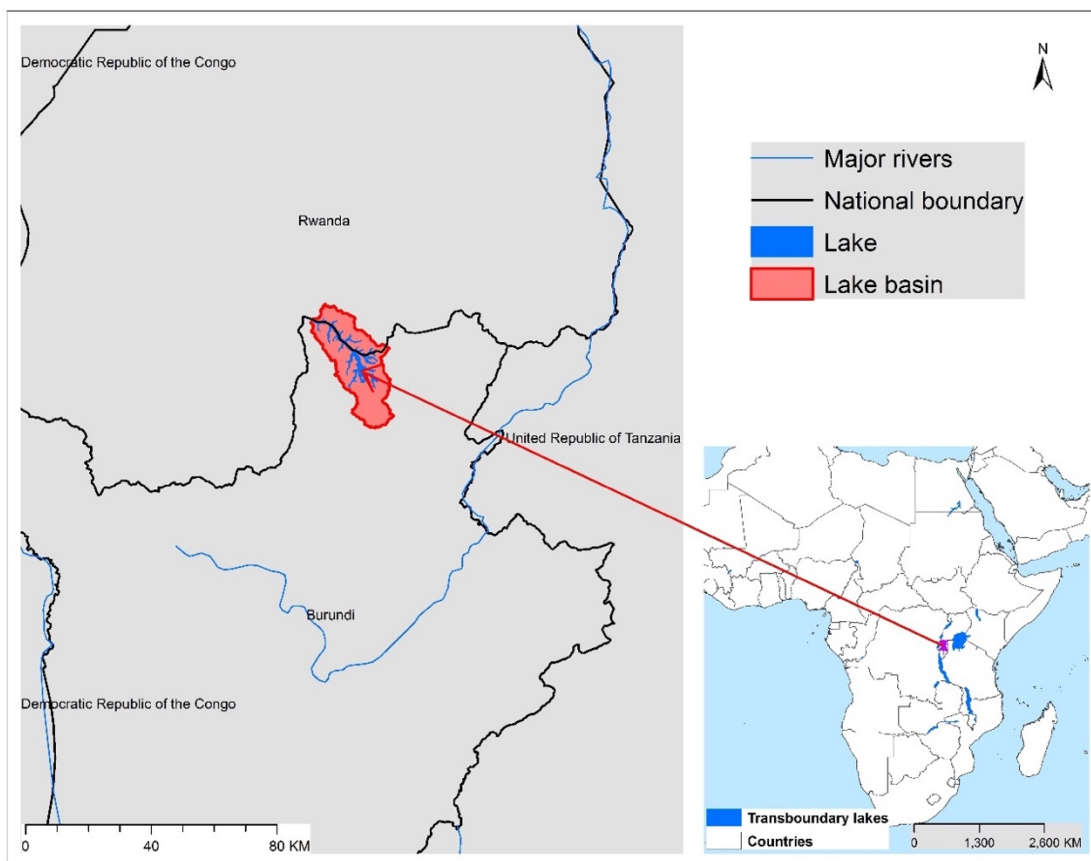 Democratic Republic of the Congo
N
Major rivers
National boundary
Rwanda
Lake
Lake basin
United Republic of Tanzania
Burundi
Democratic Republic of the Congo
Transboundary lakes
Countries
0 40 80 KM
0 1,300 2,600 KM